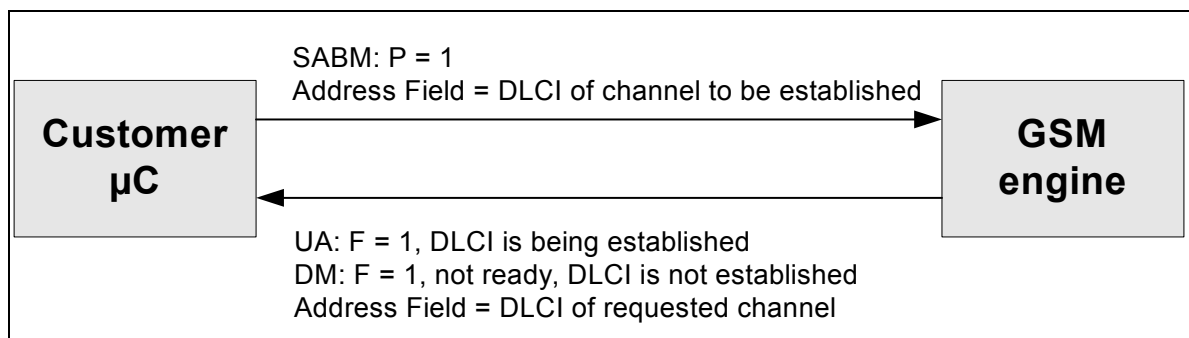 SABM: P = 1
Address Field = DLCI of channel to be established
Customer
µC
GSM
engine
UA: F = 1, DLCI is being established
DM: F = 1, not ready, DLCI is not established
Address Field = DLCI of requested channel